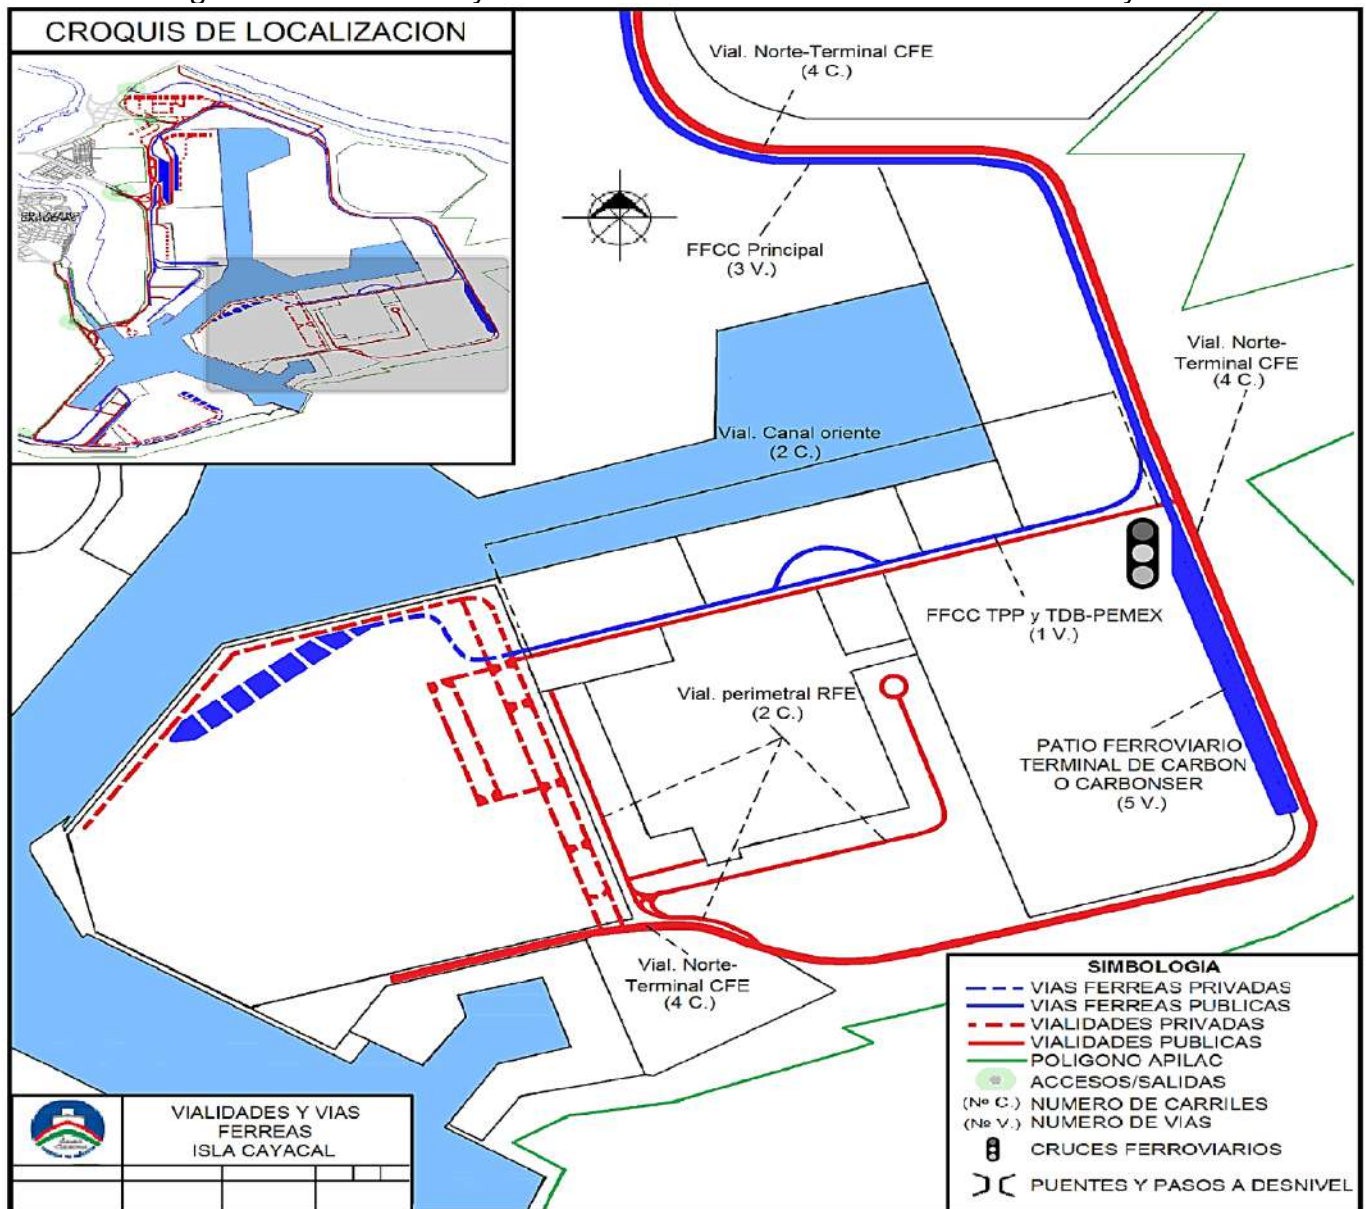 CROQUIS DE LOCALIZACION
Vial. Norte-Terminal CFE
(4 C.)
FFCC Principal
(3 V.)
Vial. Norte-
Terminal CFE
(4 C.)
Vial. Canal oriente
(2 C.)
FFCC TPP y TDB-PEMEX
(1 V.)
Vial. perimetral RFE
(2 C.)
PATIO FERROVIARIO
TERMINAL DE CARBON
O CARBONSER
(5 V.)
Vial. Norte-
Terminal CFE
(4 C.)
SIMBOLOGIA
VIAS FERREAS PRIVADAS
VIAS FERREAS PUBLICAS
VIALIDADES PRIVADAS
VIALIDADES PUBLICAS
POLIGONO APILAC
ACCESOS/SALIDAS
(Nº C.) NUMERO DE CARRILES
(Nº V.) NUMERO DE VIAS
CRUCES FERROVIARIOS
PUENTES Y PASOS A DESNIVEL
VIALIDADES Y VIAS
FERREAS
ISLA CAYACAL